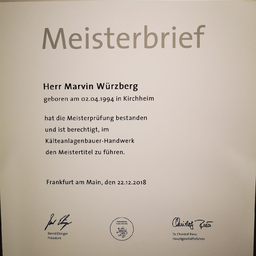 Meisterbrief
Herr Marvin Würzberg
geboren am 02.04.1994 in Kirchheim
hat die Meisterprüfung bestanden
und ist berechtigt, im
Kälteanlagenbauer-Handwerk
den Meistertitel zu führen.
Frankfurt am Main, den 22.12.2018
Präsident